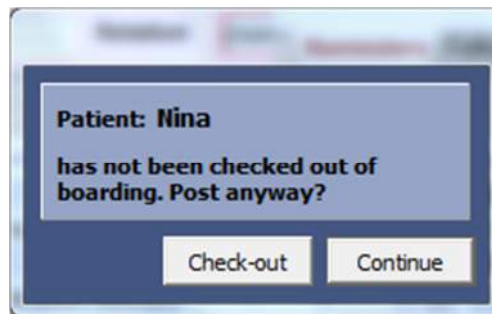 Patient: Nina
has not been checked out of
boarding. Post anyway?
Check-out
Continue